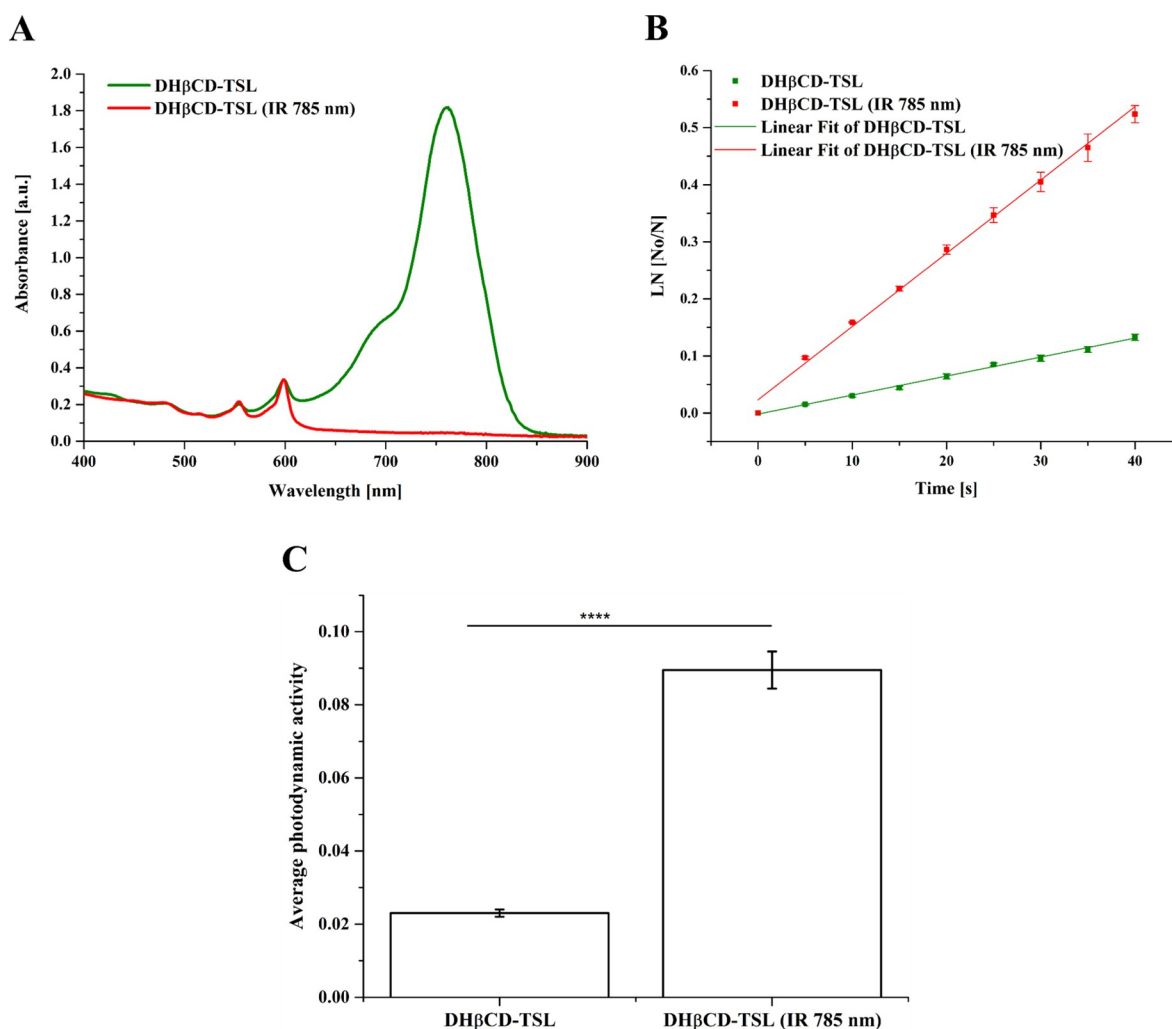 A
DHβCD-TSL
DHβCD-TSL (IR 785 nm)
2.0
1.8
1.6
1.4
1.2
1.0
0.8
0.6
0.4
0.2
0.0
Absorbance [a.u.]
400 500 600 700 800 900
Wavelength [nm]
B
DHβCD-TSL
DHβCD-TSL (IR 785 nm)
Linear Fit of DHβCD-TSL
Linear Fit of DHβCD-TSL (IR 785 nm)
0.6
0.5
0.4
0.3
0.2
0.1
0.0
LN [No/N]
0 10 20 30 40
Time [s]
C
****
0.10
0.08
0.06
0.04
0.02
0.00
Average photodynamic activity
DHβCD-TSL DHβCD-TSL (IR 785 nm)